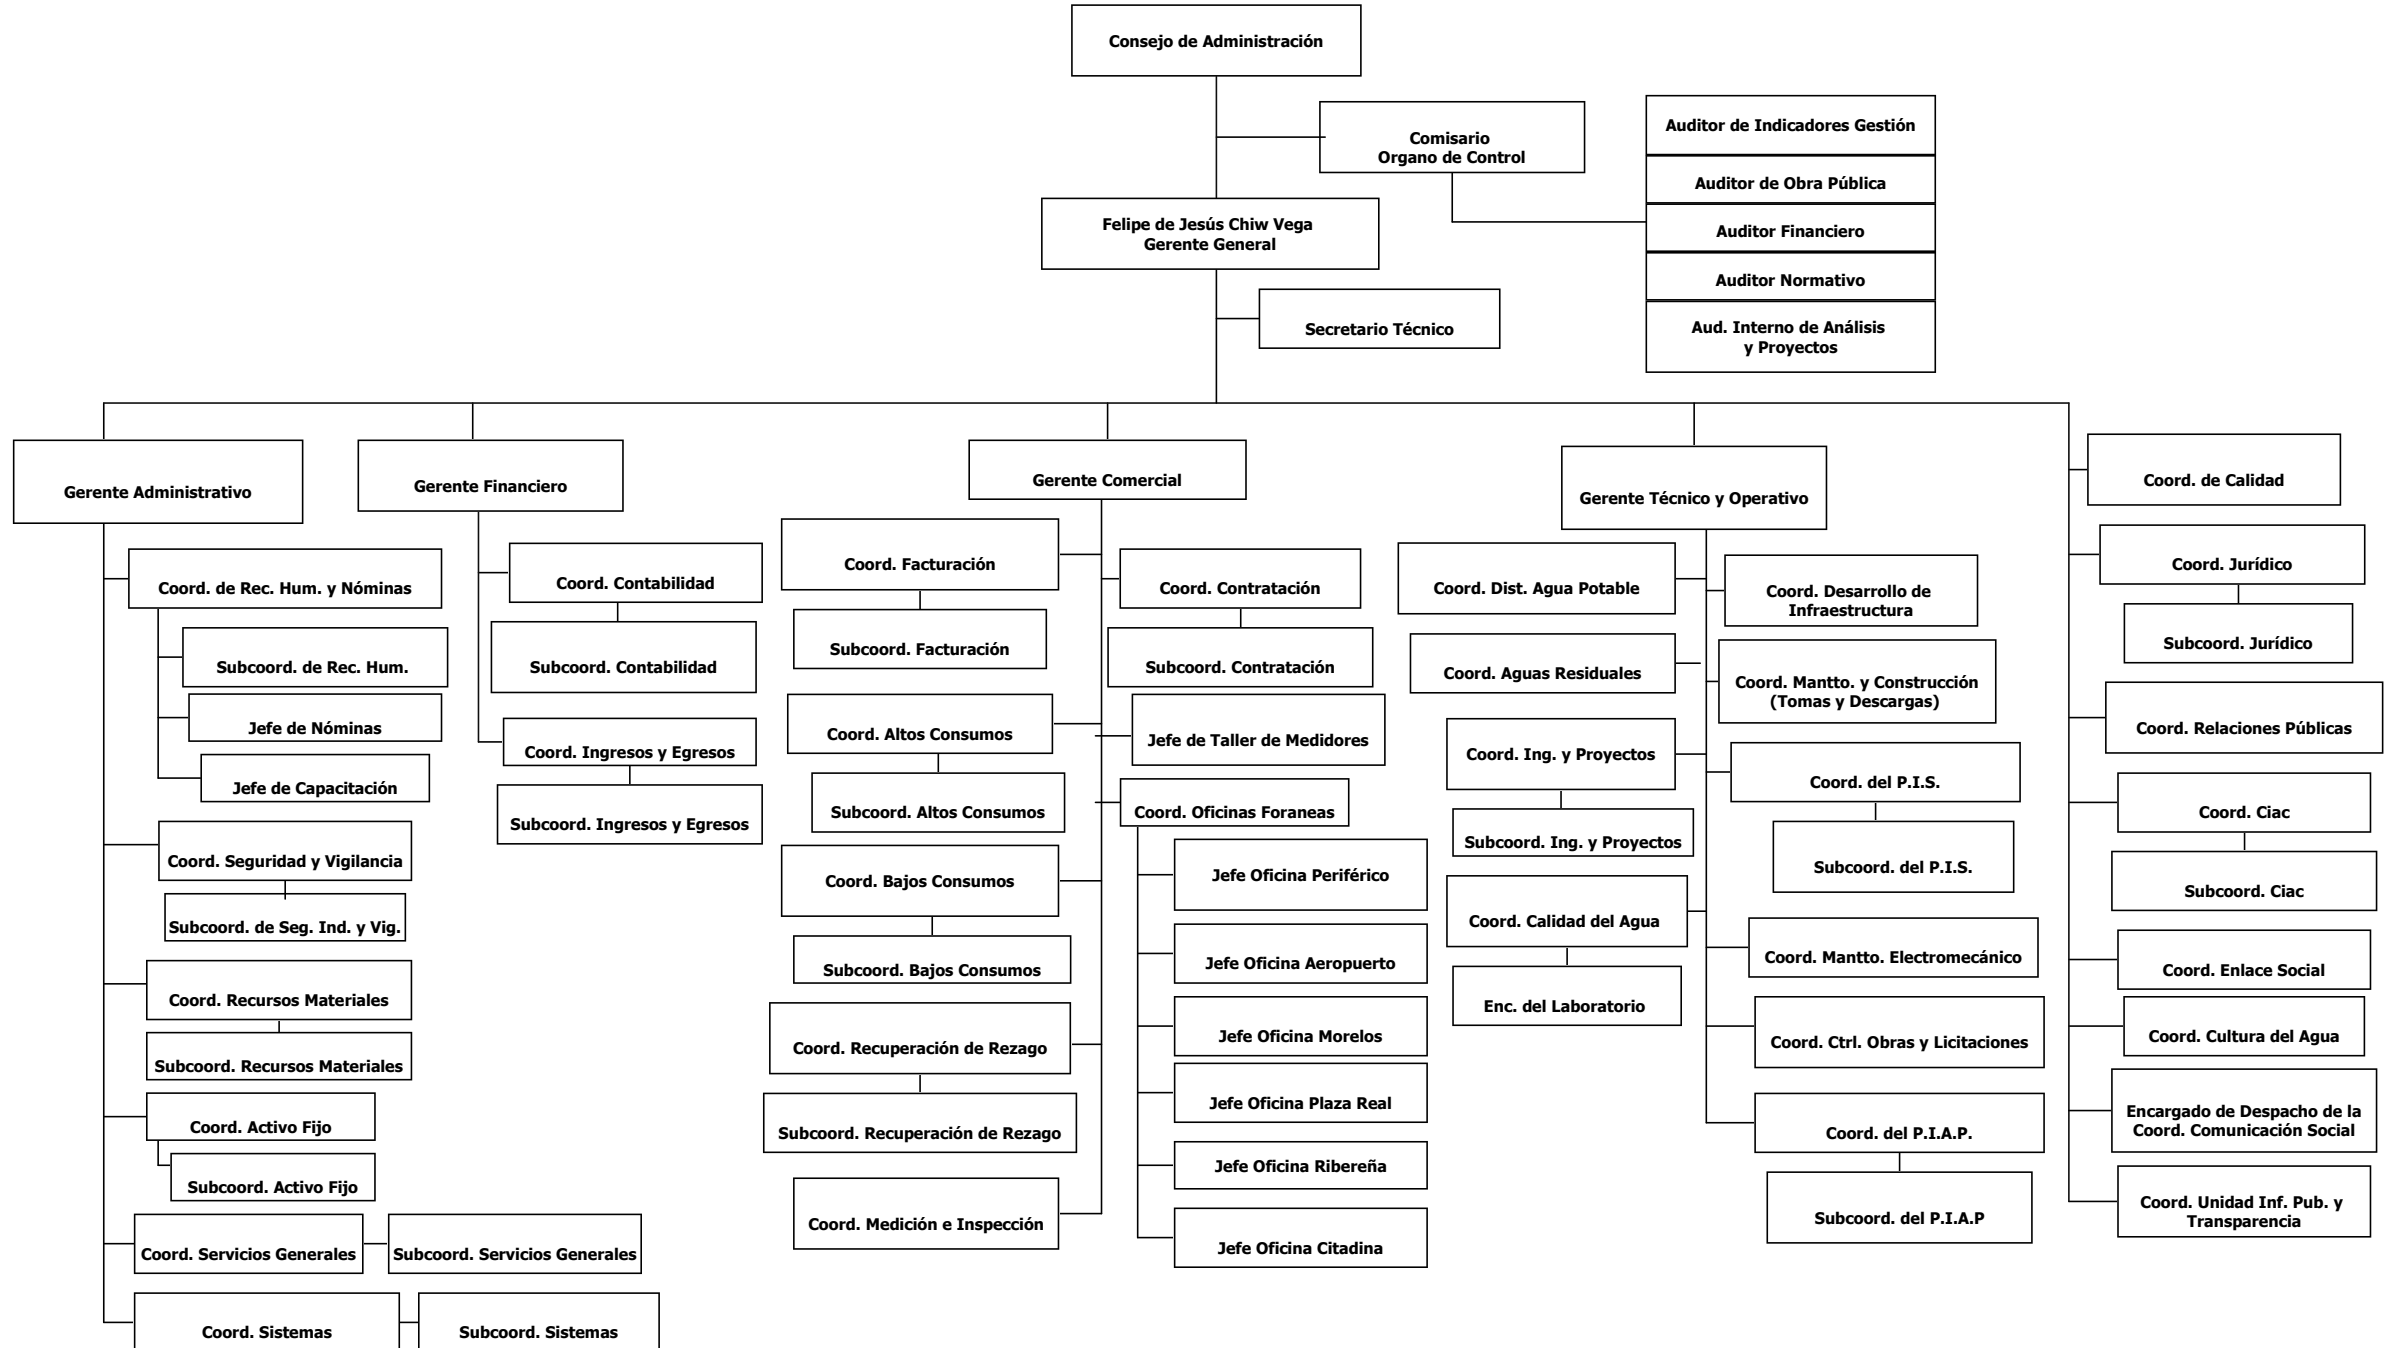 Consejo de Administración
Comisario
Organo de Control
Auditor de Indicadores Gestión
Auditor de Obra Pública
Auditor Financiero
Auditor Normativo
Aud. Interno de Análisis
y Proyectos
Felipe de Jesús Chiw Vega
Gerente General
Secretario Técnico
Gerente Administrativo
Coord. de Rec. Hum. y Nóminas
Subcoord. de Rec. Hum.
Jefe de Nóminas
Jefe de Capacitación
Coord. Seguridad y Vigilancia
Subcoord. de Seg. Ind. y Vig.
Coord. Recursos Materiales
Subcoord. Recursos Materiales
Coord. Activo Fijo
Subcoord. Activo Fijo
Coord. Servicios Generales
Subcoord. Servicios Generales
Coord. Sistemas
Subcoord. Sistemas
Gerente Financiero
Coord. Contabilidad
Subcoord. Contabilidad
Coord. Ingresos y Egresos
Subcoord. Ingresos y Egresos
Gerente Comercial
Coord. Facturación
Subcoord. Facturación
Coord. Altos Consumos
Subcoord. Altos Consumos
Coord. Bajos Consumos
Subcoord. Bajos Consumos
Coord. Recuperación de Rezago
Subcoord. Recuperación de Rezago
Coord. Medición e Inspección
Coord. Contratación
Subcoord. Contratación
Jefe de Taller de Medidores
Coord. Oficinas Foraneas
Jefe Oficina Periférico
Jefe Oficina Aeropuerto
Jefe Oficina Morelos
Jefe Oficina Plaza Real
Jefe Oficina Ribereña
Jefe Oficina Citadina
Gerente Técnico y Operativo
Coord. Dist. Agua Potable
Coord. Aguas Residuales
Coord. Ing. y Proyectos
Subcoord. Ing. y Proyectos
Coord. Calidad del Agua
Enc. del Laboratorio
Coord. Desarrollo de
Infraestructura
Coord. Mantto. y Construcción
(Tomas y Descargas)
Coord. del P.I.S.
Subcoord. del P.I.S.
Coord. Mantto. Electromecánico
Coord. Ctrl. Obras y Licitaciones
Coord. del P.I.A.P.
Subcoord. del P.I.A.P
Coord. de Calidad
Coord. Jurídico
Subcoord. Jurídico
Coord. Relaciones Públicas
Coord. Ciac
Subcoord. Ciac
Coord. Enlace Social
Coord. Cultura del Agua
Encargado de Despacho de la
Coord. Comunicación Social
Coord. Unidad Inf. Pub. y
Transparencia